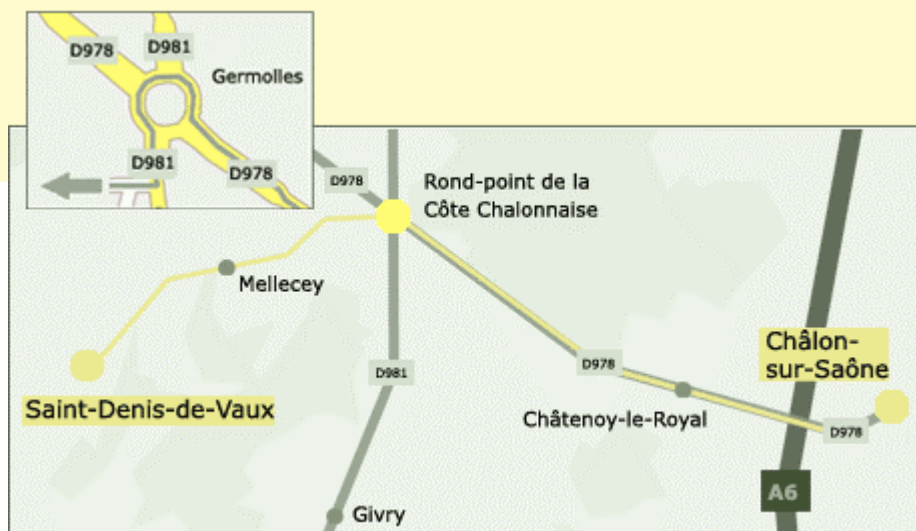 D978
D981
Germolles
D981
D978
D978
Rond-point de la
Côte Chalonnaise
Mellecey
Châlon-
sur-Saône
D978
D981
Saint-Denis-de-Vaux
Châtenoy-le-Royal
D978
A6
Givry